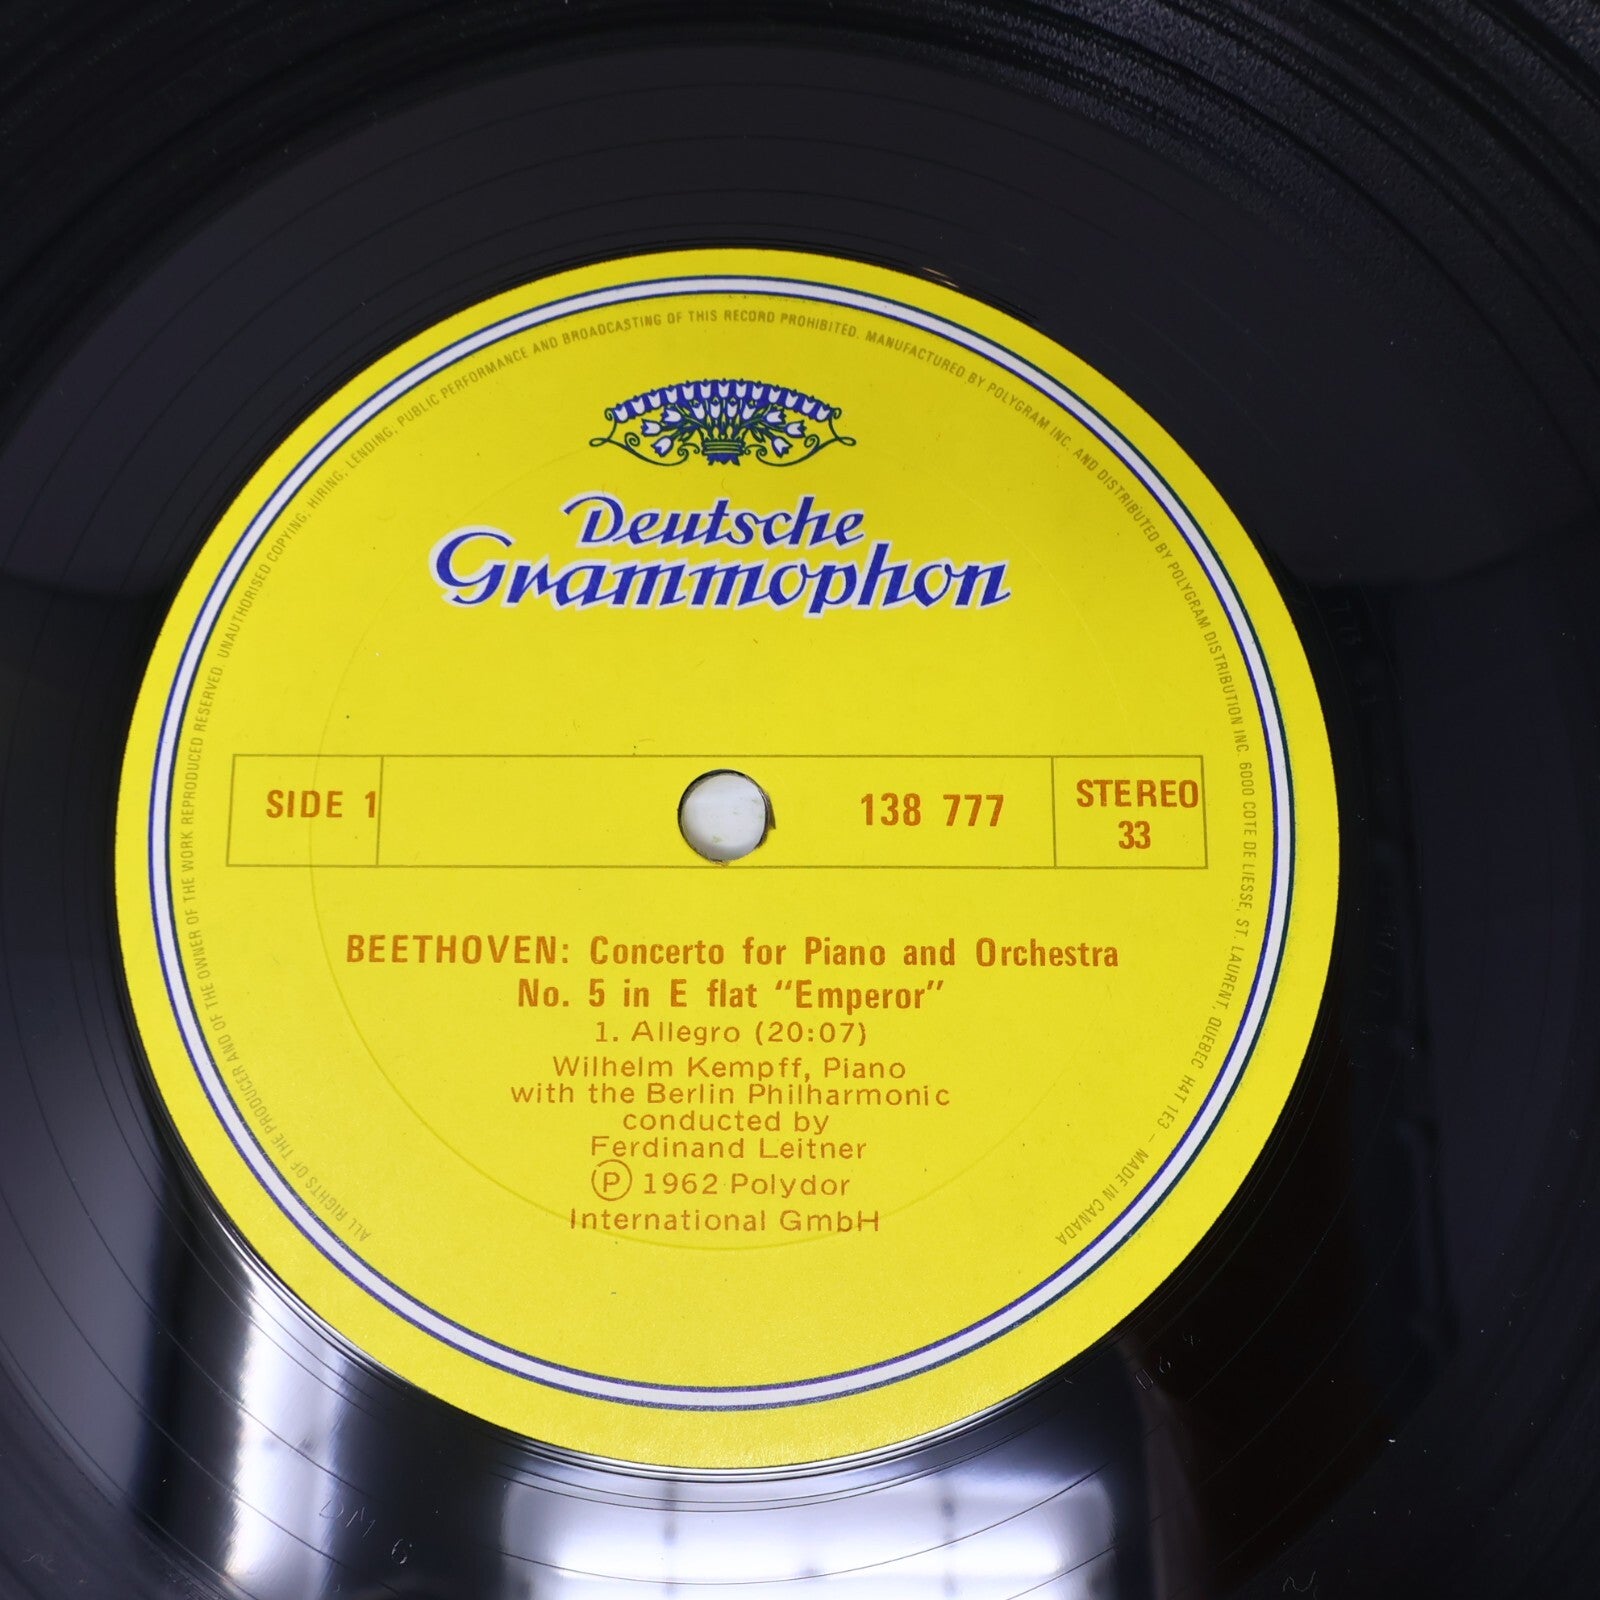 ALL RIGHTS OF THE PRODUCER AND OF THE OWNER OF THE WORK REPRODUCED RESERVED. UNAUTHORISED COPYING, HIRING, LENDING, PUBLIC PERFORMANCE AND BROADCASTING OF THIS RECORD PROHIBITED. MANUFACTURED BY POLYGRAM INC. AND DISTRIBUTED BY POLYGRAM DISTRIBUTION INC. 6000 COTE DE LIESSE, ST. LAURENT, QUEBEC H4T 1E3 – MADE IN CANADA
Deutsche
Grammophon
SIDE 1
138 777
STEREO
33
BEETHOVEN: Concerto for Piano and Orchestra
No. 5 in E flat "Emperor"
1. Allegro (20:07)
Wilhelm Kempff, Piano
with the Berlin Philharmonic
conducted by
Ferdinand Leitner
Ⓟ 1962 Polydor
International GmbH